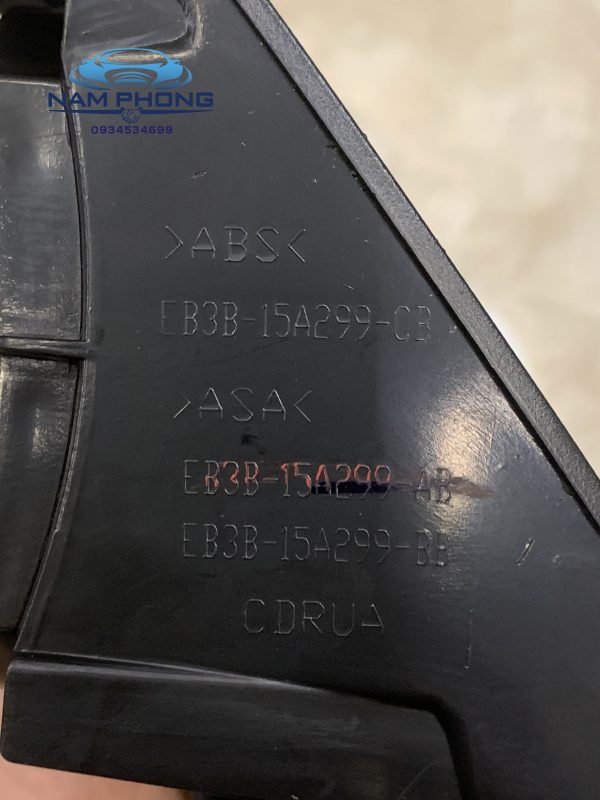 NAM PHONG
0934534699
>ABS<
EB3B-15A299-CB
>ASA<
EB3B-15A299-AB
EB3B-15A299-BB
CDRUA